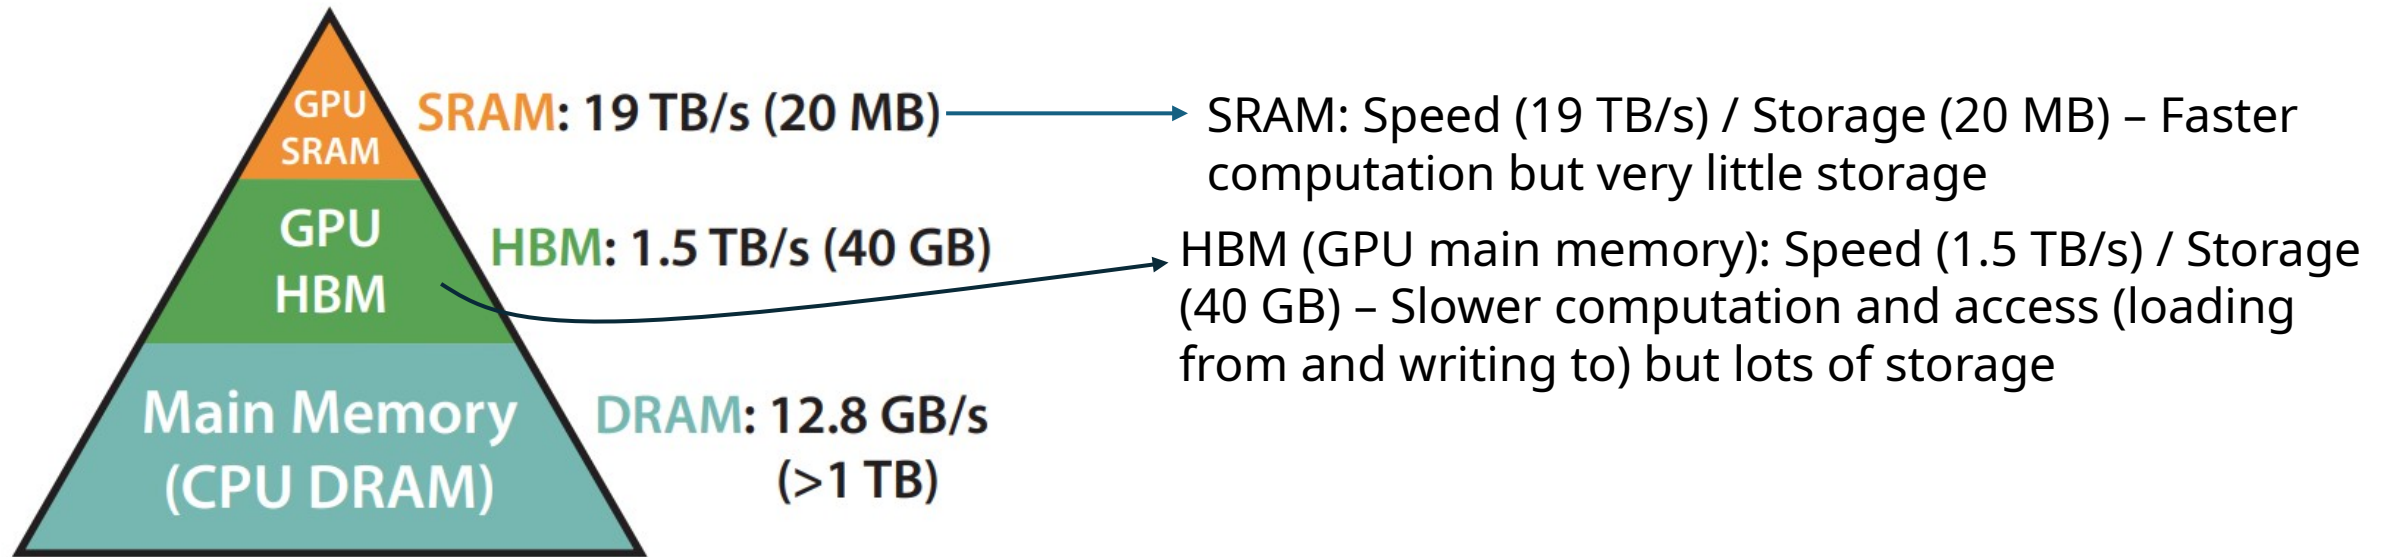 GPU
SRAM
SRAM: 19 TB/s (20 MB)
SRAM: Speed (19 TB/s) / Storage (20 MB) – Faster
computation but very little storage
GPU
HBM
HBM: 1.5 TB/s (40 GB)
HBM (GPU main memory): Speed (1.5 TB/s) / Storage
(40 GB) – Slower computation and access (loading
from and writing to) but lots of storage
Main Memory
(CPU DRAM)
DRAM: 12.8 GB/s
(>1 TB)